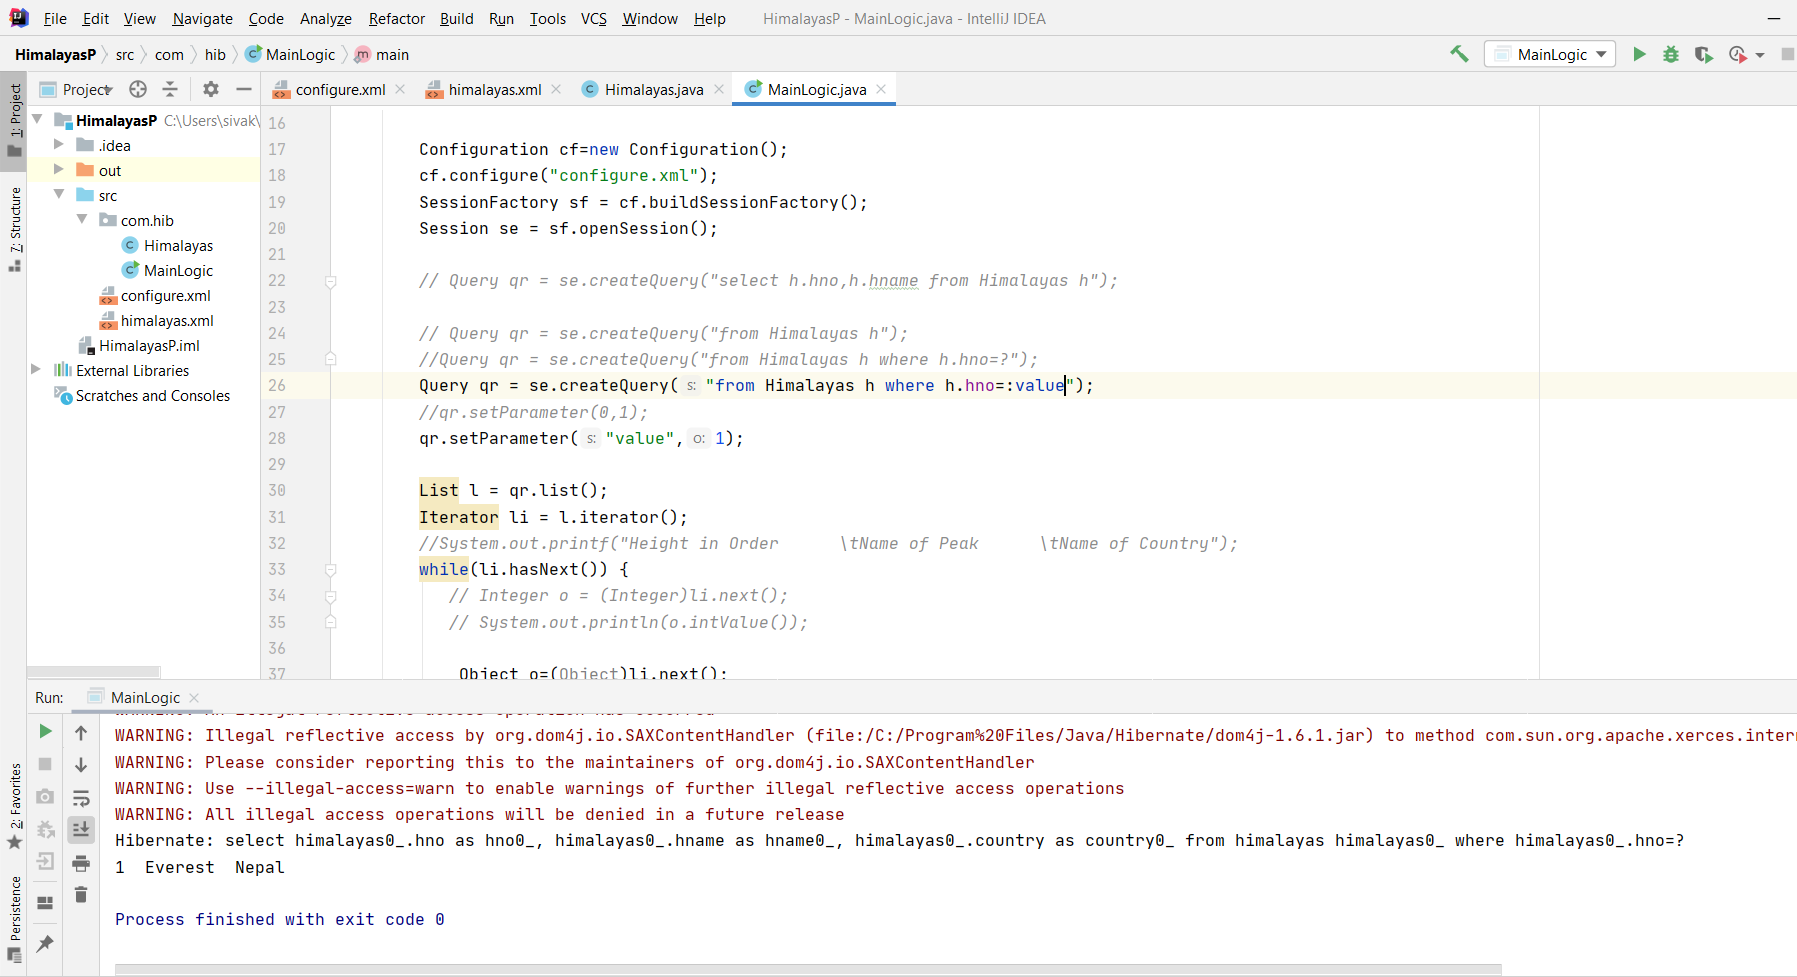 File Edit View Navigate Code Analyze Refactor Build Run Tools VCS Window Help HimalayasP - MainLogic.java - IntelliJ IDEA
HimalayasP src com hib MainLogic main MainLogic
1: Project
7: Structure
2: Favorites
Persistence
Project
HimalayasP C:\Users\sivak\
.idea
out
src
com.hib
Himalayas
MainLogic
configure.xml
himalayas.xml
HimalayasP.iml
External Libraries
Scratches and Consoles
configure.xml himalayas.xml Himalayas.java MainLogic.java
16
17 Configuration cf=new Configuration();
18 cf.configure("configure.xml");
19 SessionFactory sf = cf.buildSessionFactory();
20 Session se = sf.openSession();
21
22 // Query qr = se.createQuery("select h.hno,h.hname from Himalayas h");
23
24 // Query qr = se.createQuery("from Himalayas h");
25 //Query qr = se.createQuery("from Himalayas h where h.hno=?");
26 Query qr = se.createQuery( s: "from Himalayas h where h.hno=:value");
27 //qr.setParameter(0,1);
28 qr.setParameter( s: "value", o: 1);
29
30 List l = qr.list();
31 Iterator li = l.iterator();
32 //System.out.printf("Height in Order \tName of Peak \tName of Country");
33 while(li.hasNext()) {
34 // Integer o = (Integer)li.next();
35 // System.out.println(o.intValue());
36
37 Object o=(Object)li.next();
Run: MainLogic
WARNING: An illegal reflective access operation has occurred
WARNING: Illegal reflective access by org.dom4j.io.SAXContentHandler (file:/C:/Program%20Files/Java/Hibernate/dom4j-1.6.1.jar) to method com.sun.org.apache.xerces.inter
WARNING: Please consider reporting this to the maintainers of org.dom4j.io.SAXContentHandler
WARNING: Use --illegal-access=warn to enable warnings of further illegal reflective access operations
WARNING: All illegal access operations will be denied in a future release
Hibernate: select himalayas0_.hno as hno0_, himalayas0_.hname as hname0_, himalayas0_.country as country0_ from himalayas himalayas0_ where himalayas0_.hno=?
1 Everest Nepal
Process finished with exit code 0